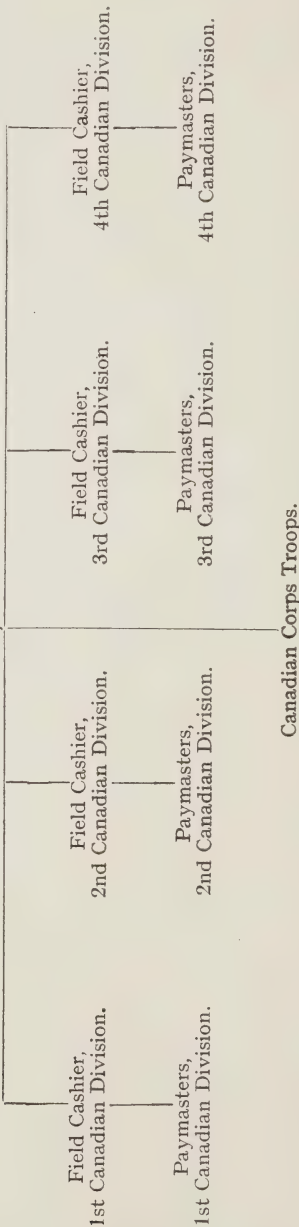 Field Cashier,
1st Canadian Division.
Field Cashier,
2nd Canadian Division.
Field Cashier,
3rd Canadian Division.
Field Cashier,
4th Canadian Division.
Paymasters,
1st Canadian Division.
Paymasters,
2nd Canadian Division.
Paymasters,
3rd Canadian Division.
Paymasters,
4th Canadian Division.
Canadian Corps Troops.